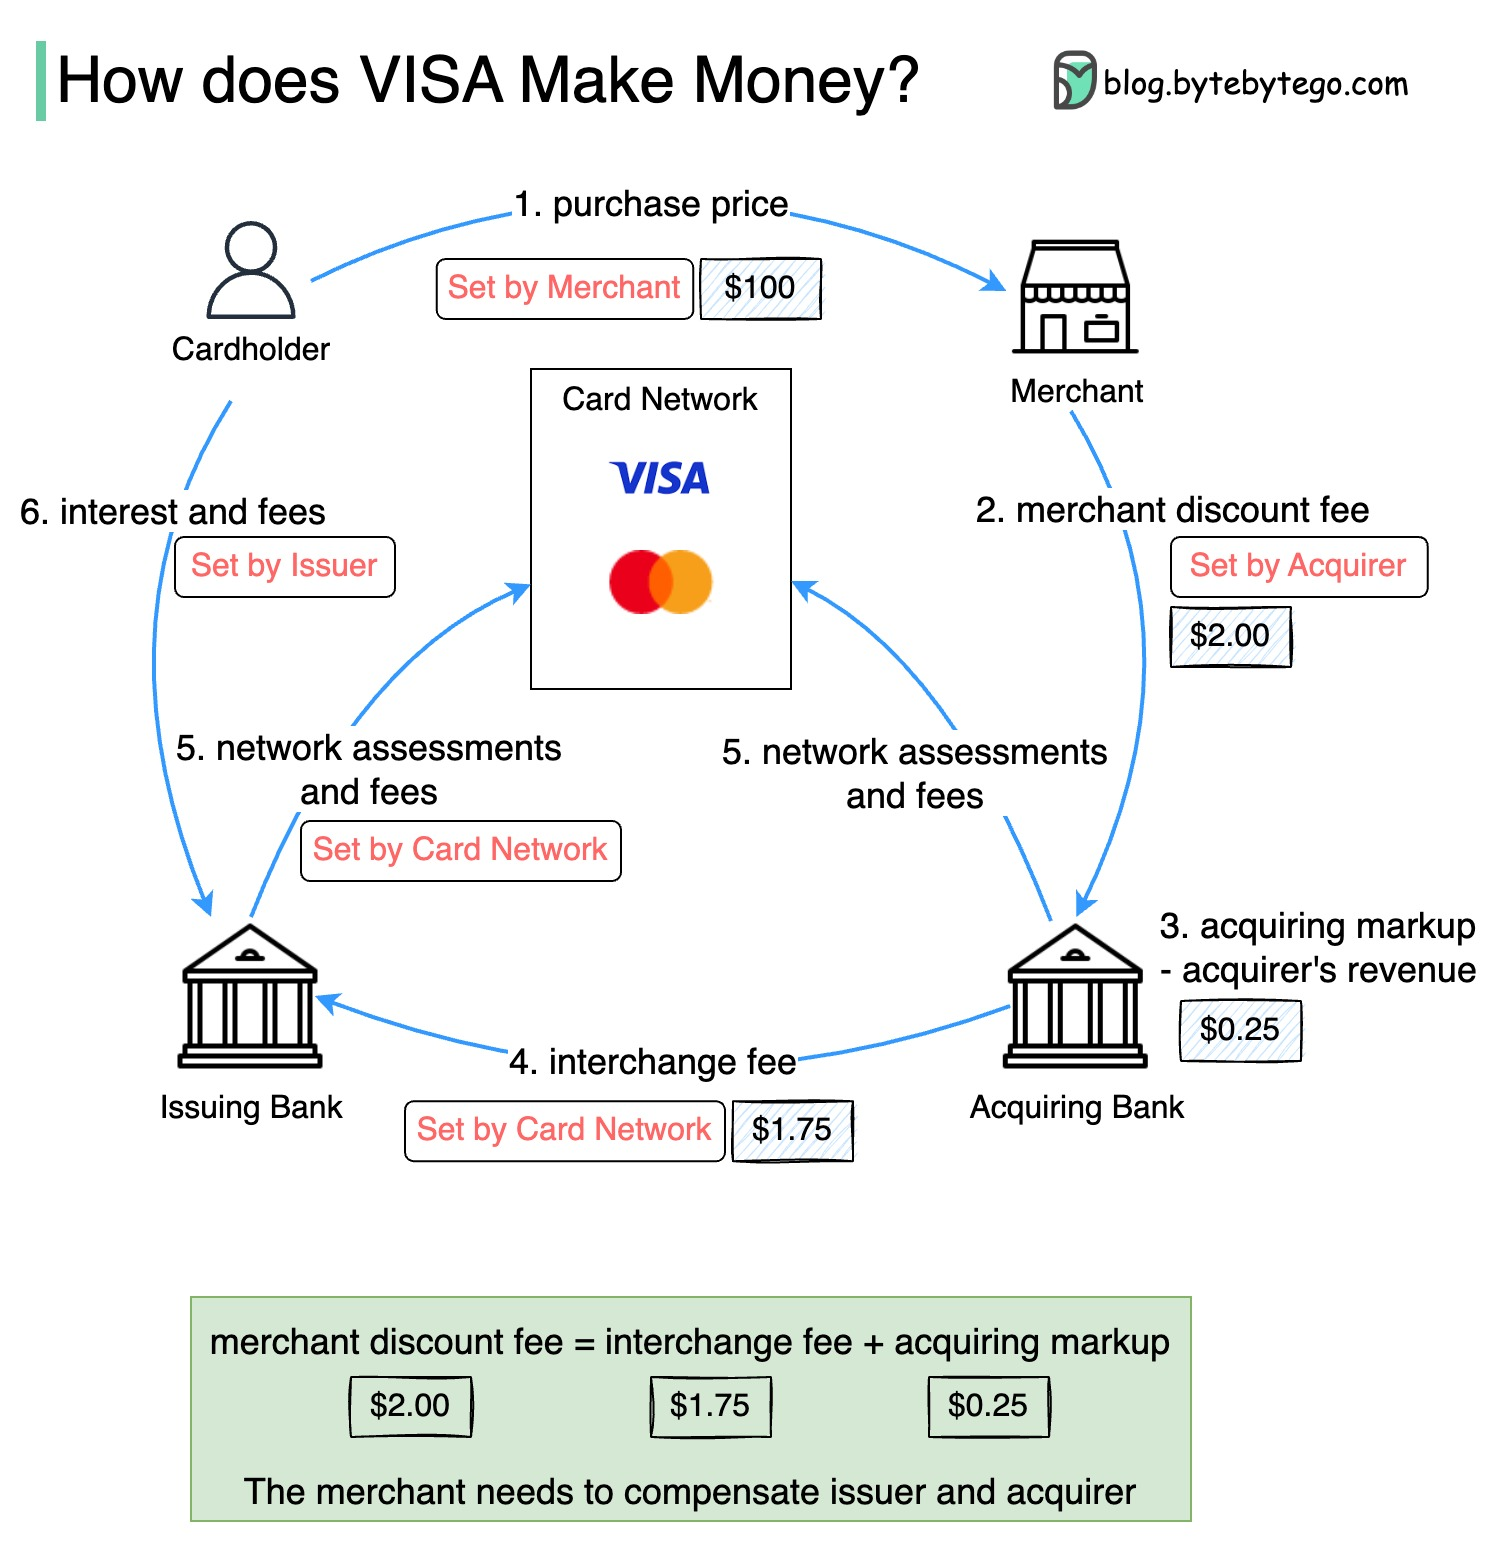 How does VISA Make Money?
blog.bytebytego.com
1. purchase price
Set by Merchant
$100
Cardholder
Merchant
Card Network
VISA
6. interest and fees
Set by Issuer
2. merchant discount fee
Set by Acquirer
$2.00
5. network assessments
and fees
Set by Card Network
5. network assessments
and fees
3. acquiring markup
- acquirer's revenue
$0.25
4. interchange fee
Set by Card Network
$1.75
Issuing Bank
Acquiring Bank
merchant discount fee = interchange fee + acquiring markup
$2.00
$1.75
$0.25
The merchant needs to compensate issuer and acquirer